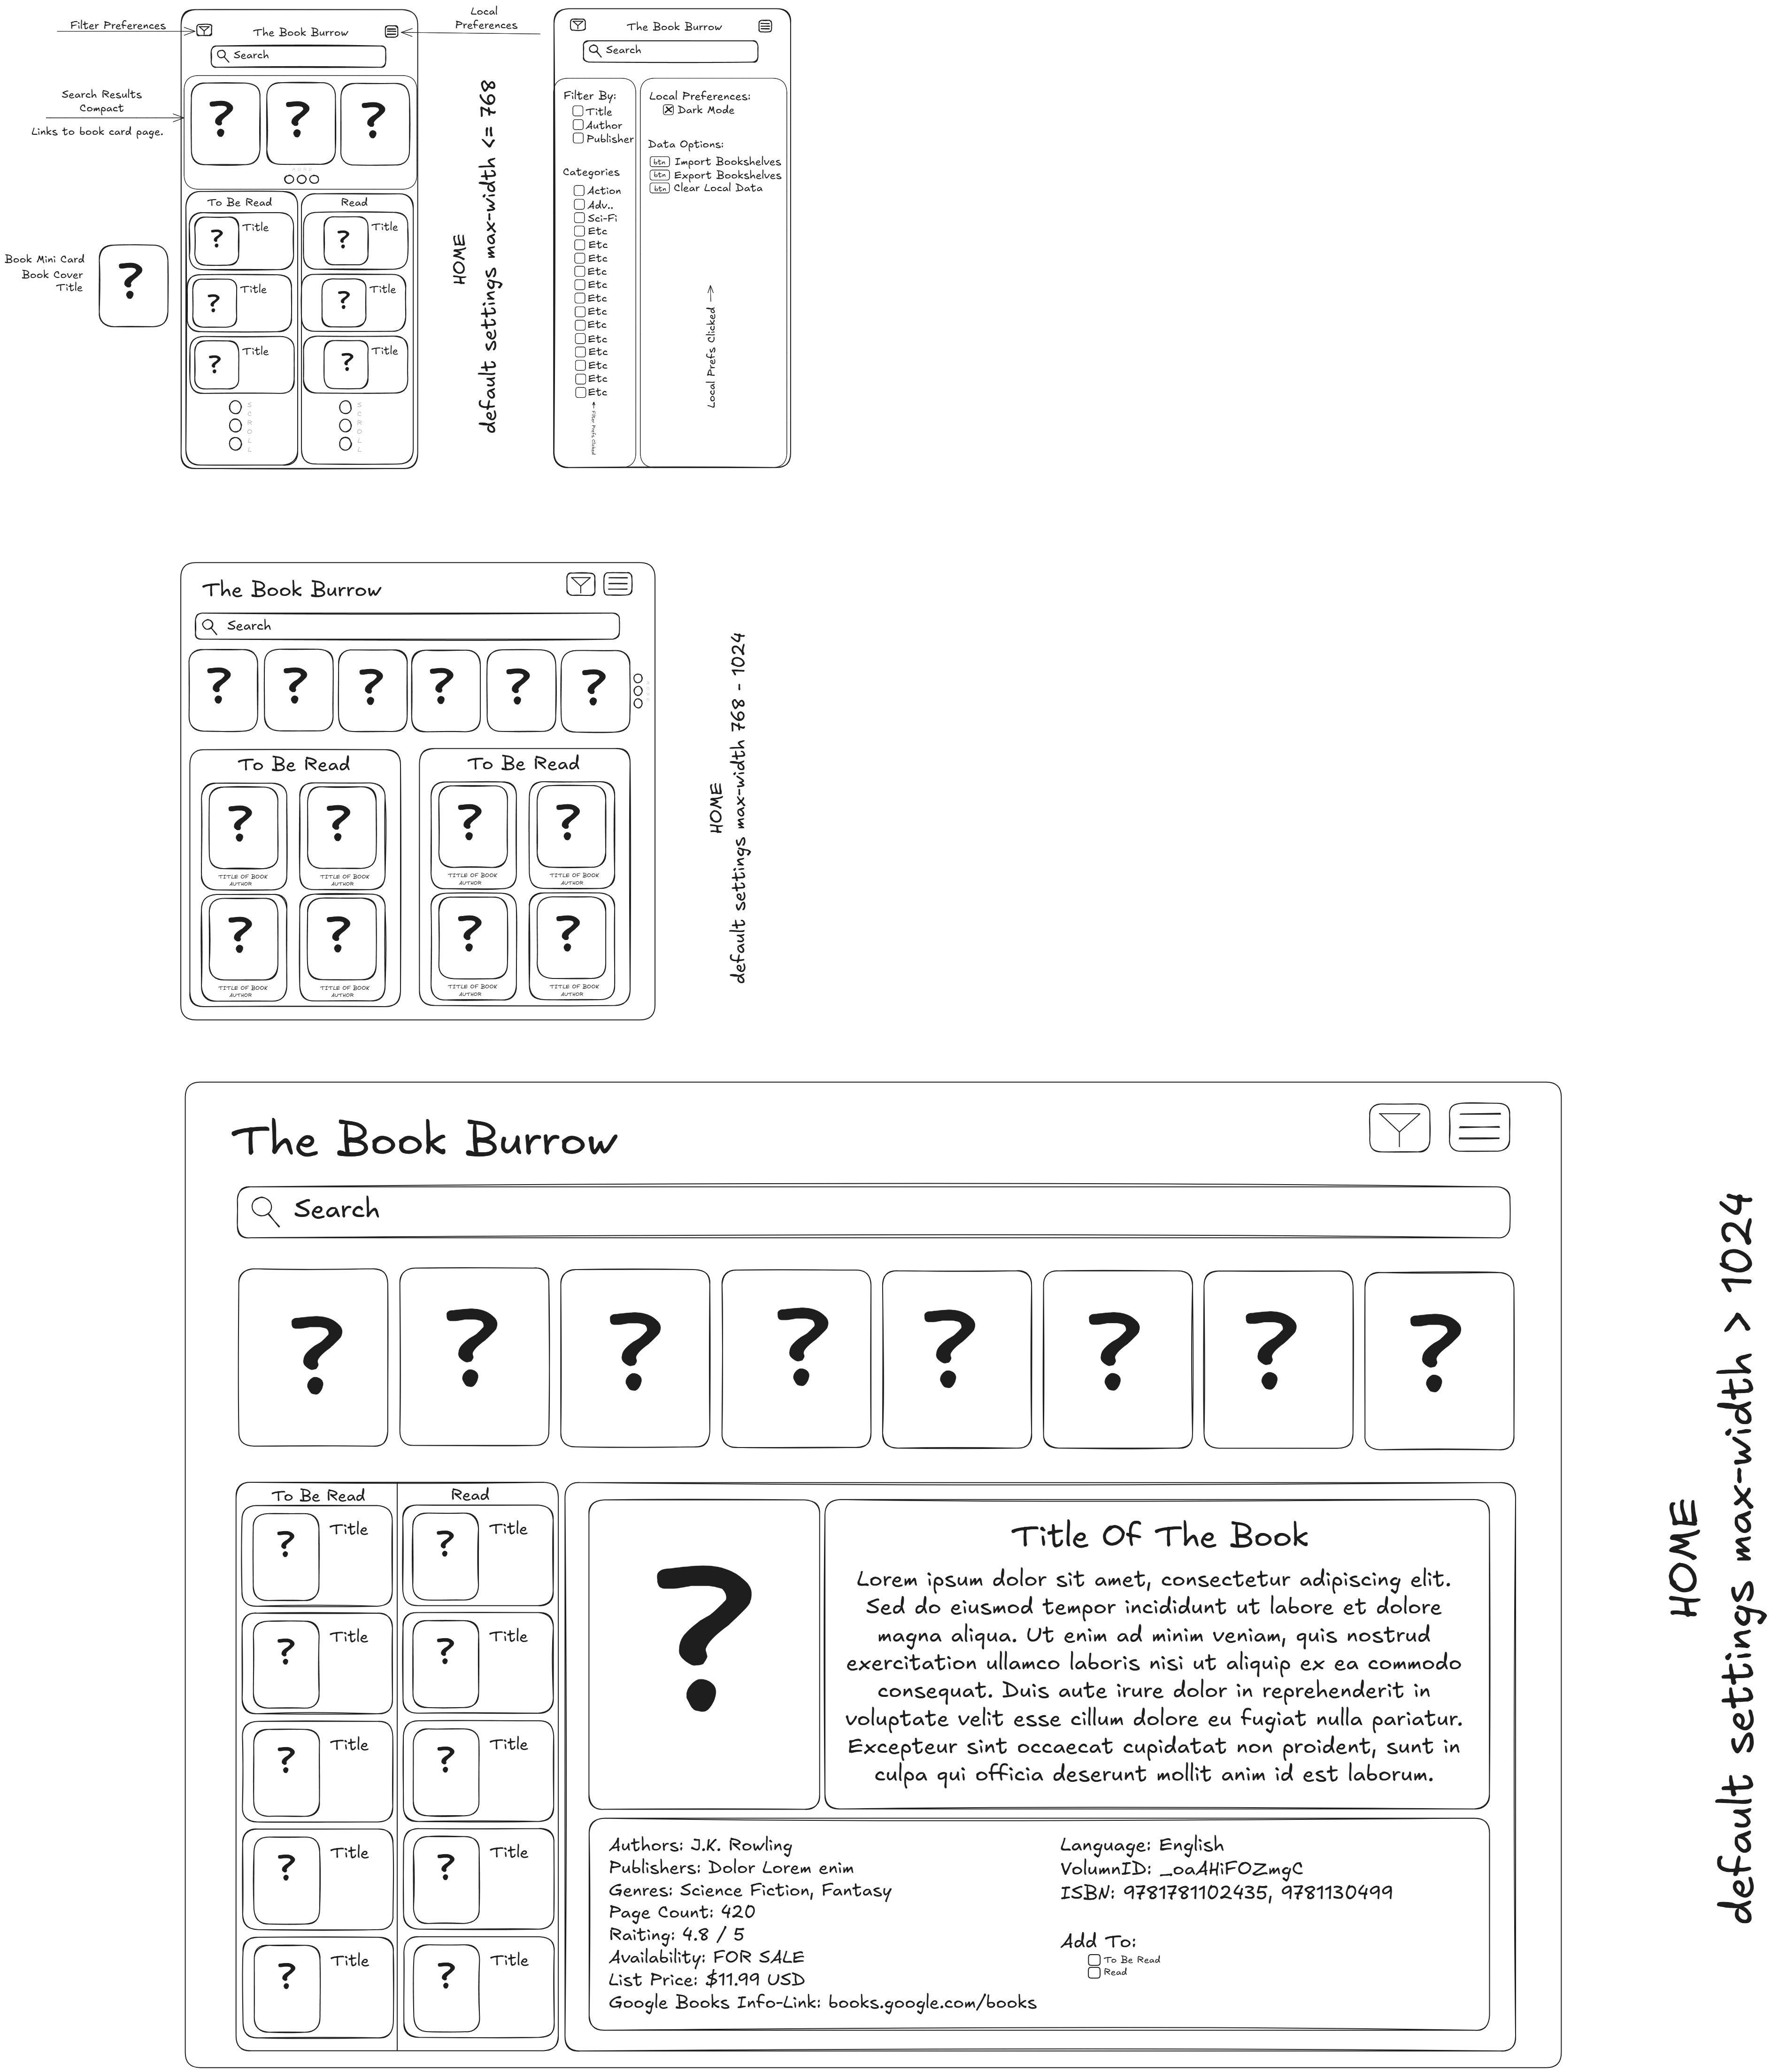 Filter Preferences
Local
Preferences
The Book Burrow
Search
Search Results
Compact
Links to book card page.
?
?
?
To Be Read
Read
? Title
? Title
? Title
? Title
? Title
? Title
SCROLL
SCROLL
Book Mini Card
Book Cover
Title
?
HOME
default settings max-width <= 768
The Book Burrow
Search
Filter By:
Title
Author
Publisher
Categories
Action
Adv..
Sci-Fi
Etc
Etc
Etc
Etc
Etc
Etc
Etc
Etc
Etc
Etc
Etc
Etc
Etc
Filter Prefs Clicked
Local Preferences:
Dark Mode
Data Options:
btn Import Bookshelves
btn Export Bookshelves
btn Clear Local Data
Local Prefs Clicked
The Book Burrow
Search
? ? ? ? ? ?
To Be Read
?
TITLE OF BOOK
AUTHOR
?
TITLE OF BOOK
AUTHOR
?
TITLE OF BOOK
AUTHOR
?
TITLE OF BOOK
AUTHOR
To Be Read
?
TITLE OF BOOK
AUTHOR
?
TITLE OF BOOK
AUTHOR
?
TITLE OF BOOK
AUTHOR
?
TITLE OF BOOK
AUTHOR
HOME
default settings max-width 768 - 1024
The Book Burrow
Search
? ? ? ? ? ? ? ?
To Be Read
? Title
? Title
? Title
? Title
? Title
Read
? Title
? Title
? Title
? Title
? Title
?
Title Of The Book
Lorem ipsum dolor sit amet, consectetur adipiscing elit.
Sed do eiusmod tempor incididunt ut labore et dolore
magna aliqua. Ut enim ad minim veniam, quis nostrud
exercitation ullamco laboris nisi ut aliquip ex ea commodo
consequat. Duis aute irure dolor in reprehenderit in
voluptate velit esse cillum dolore eu fugiat nulla pariatur.
Excepteur sint occaecat cupidatat non proident, sunt in
culpa qui officia deserunt mollit anim id est laborum.
Authors: J.K. Rowling
Publishers: Dolor Lorem enim
Genres: Science Fiction, Fantasy
Page Count: 420
Raiting: 4.8 / 5
Availability: FOR SALE
List Price: $11.99 USD
Google Books Info-Link: books.google.com/books
Language: English
VolumnID: _oaAHiFOZmgC
ISBN: 9781781102435, 9781130499
Add To:
To Be Read
Read
HOME
default settings max-width > 1024